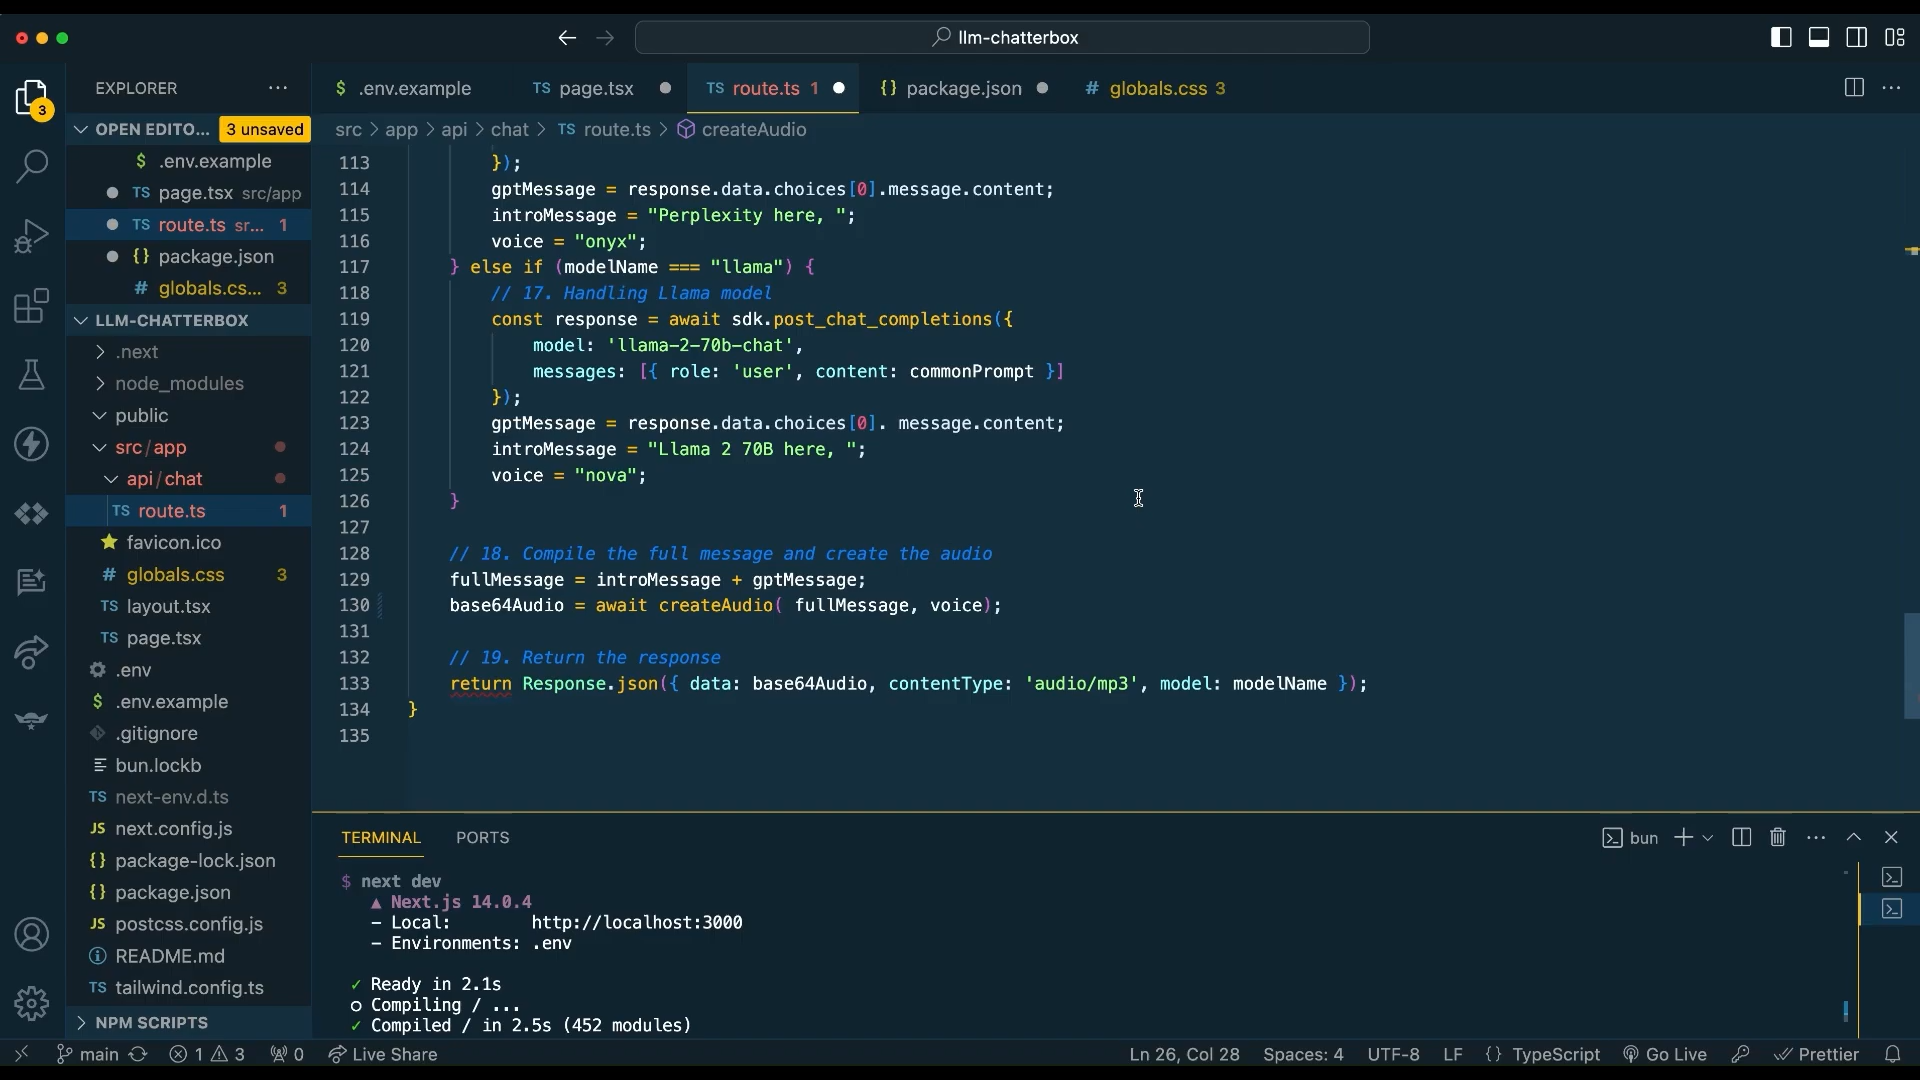 llm-chatterbox
3
EXPLORER
OPEN EDITO... 3 unsaved
$ .env.example
TS page.tsx src/app
TS route.ts sr... 1
{} package.json
# globals.cs... 3
LLM-CHATTERBOX
.next
node_modules
public
src/app
api/chat
TS route.ts 1
favicon.ico
# globals.css 3
TS layout.tsx
TS page.tsx
.env
$ .env.example
.gitignore
bun.lockb
TS next-env.d.ts
JS next.config.js
{} package-lock.json
{} package.json
JS postcss.config.js
README.md
TS tailwind.config.ts
NPM SCRIPTS
$ .env.example TS page.tsx TS route.ts 1 {} package.json # globals.css 3
src > app > api > chat > TS route.ts > createAudio
113 });
114 gptMessage = response.data.choices[0].message.content;
115 introMessage = "Perplexity here, ";
116 voice = "onyx";
117 } else if (modelName === "llama") {
118 // 17. Handling Llama model
119 const response = await sdk.post_chat_completions({
120 model: 'llama-2-70b-chat',
121 messages: [{ role: 'user', content: commonPrompt }]
122 });
123 gptMessage = response.data.choices[0]. message.content;
124 introMessage = "Llama 2 70B here, ";
125 voice = "nova";
126 }
127
128 // 18. Compile the full message and create the audio
129 fullMessage = introMessage + gptMessage;
130 base64Audio = await createAudio( fullMessage, voice);
131
132 // 19. Return the response
133 return Response.json({ data: base64Audio, contentType: 'audio/mp3', model: modelName });
134 }
135
TERMINAL PORTS
bun
$ next dev
▲ Next.js 14.0.4
- Local: http://localhost:3000
- Environments: .env
✓ Ready in 2.1s
○ Compiling / ...
✓ Compiled / in 2.5s (452 modules)
main 1 3 0 Live Share Ln 26, Col 28 Spaces: 4 UTF-8 LF {} TypeScript Go Live Prettier